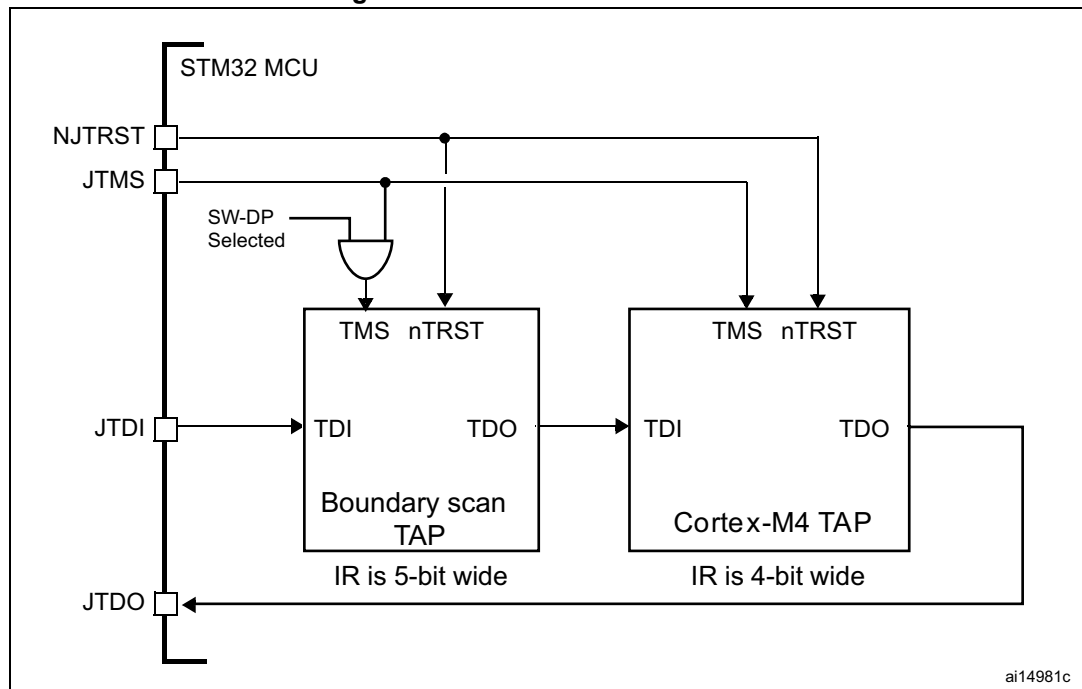 STM32 MCU
NJTRST
JTMS
SW-DP
Selected
TMS nTRST
TMS nTRST
JTDI
TDI
TDO
TDI
TDO
Boundary scan
TAP
Cortex-M4 TAP
IR is 5-bit wide
IR is 4-bit wide
JTDO
ai14981c